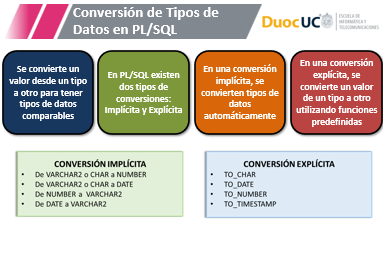 Conversión de Tipos de
Datos en PL/SQL
DuocUC
ESCUELA DE
INFORMÁTICA Y
TELECOMUNICACIONES
Se convierte un
valor desde un tipo
a otro para tener
tipos de datos
comparables
En PL/SQL existen
dos tipos de
conversiones:
Implícita y Explícita
En una conversión
implícita, se
convierten tipos de
datos
automáticamente
En una conversión
explícita, se
convierte un valor
de un tipo a otro
utilizando funciones
predefinidas
CONVERSIÓN IMPLÍCITA
• De VARCHAR2 o CHAR a NUMBER
• De VARCHAR2 o CHAR a DATE
• De NUMBER a VARCHAR2
• De DATE a VARCHAR2
CONVERSIÓN EXPLÍCITA
• TO_CHAR
• TO_DATE
• TO_NUMBER
• TO_TIMESTAMP